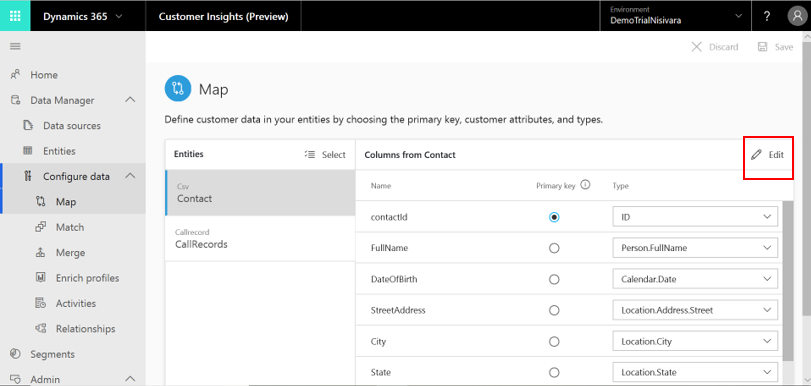 Dynamics 365
Customer Insights (Preview)
Environment
DemoTrialNisivara
?
Discard
Save
Home
Data Manager
Data sources
Entities
Configure data
Map
Match
Merge
Enrich profiles
Activities
Relationships
Segments
Admin
Map
Define customer data in your entities by choosing the primary key, customer attributes, and types.
Entities
Select
Csv
Contact
Callrecord
CallRecords
Columns from Contact
Edit
Name Primary key Type
contactId ID
FullName Person.FullName
DateOfBirth Calendar.Date
StreetAddress Location.Address.Street
City Location.City
State Location.State